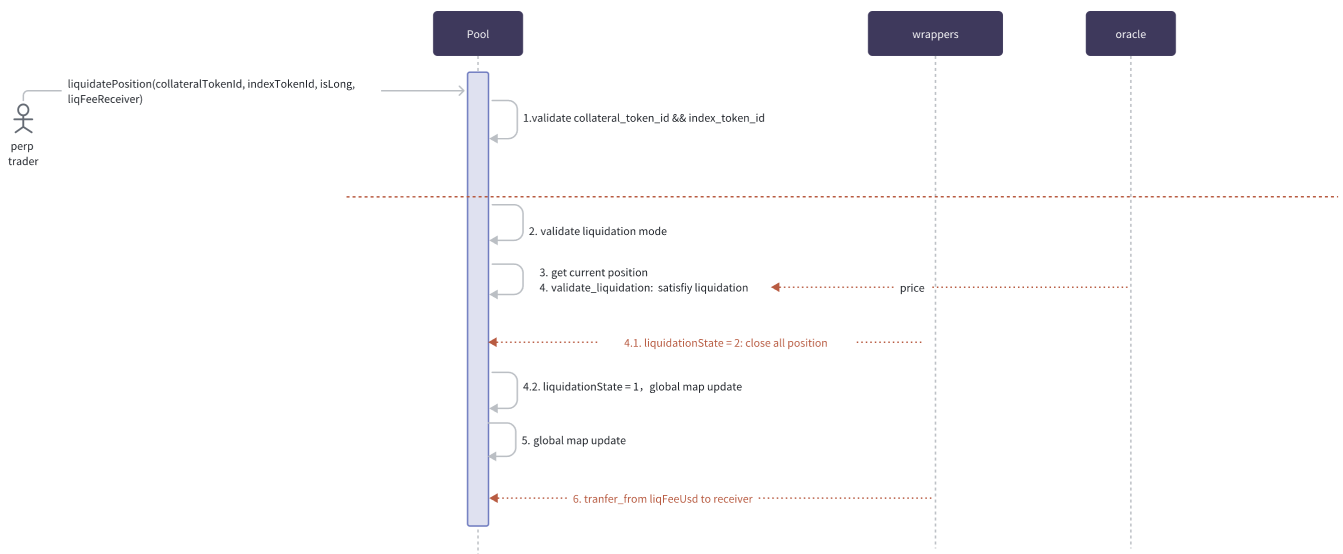 Pool
wrappers
oracle
liquidatePosition(collateralTokenId, indexTokenId, isLong,
liqFeeReceiver)
perp
trader
1.validate collateral_token_id && index_token_id
2. validate liquidation mode
3. get current position
4. validate_liquidation: satisfiy liquidation
price
4.1. liquidationState = 2: close all position
4.2. liquidationState = 1，global map update
5. global map update
6. tranfer_from liqFeeUsd to receiver